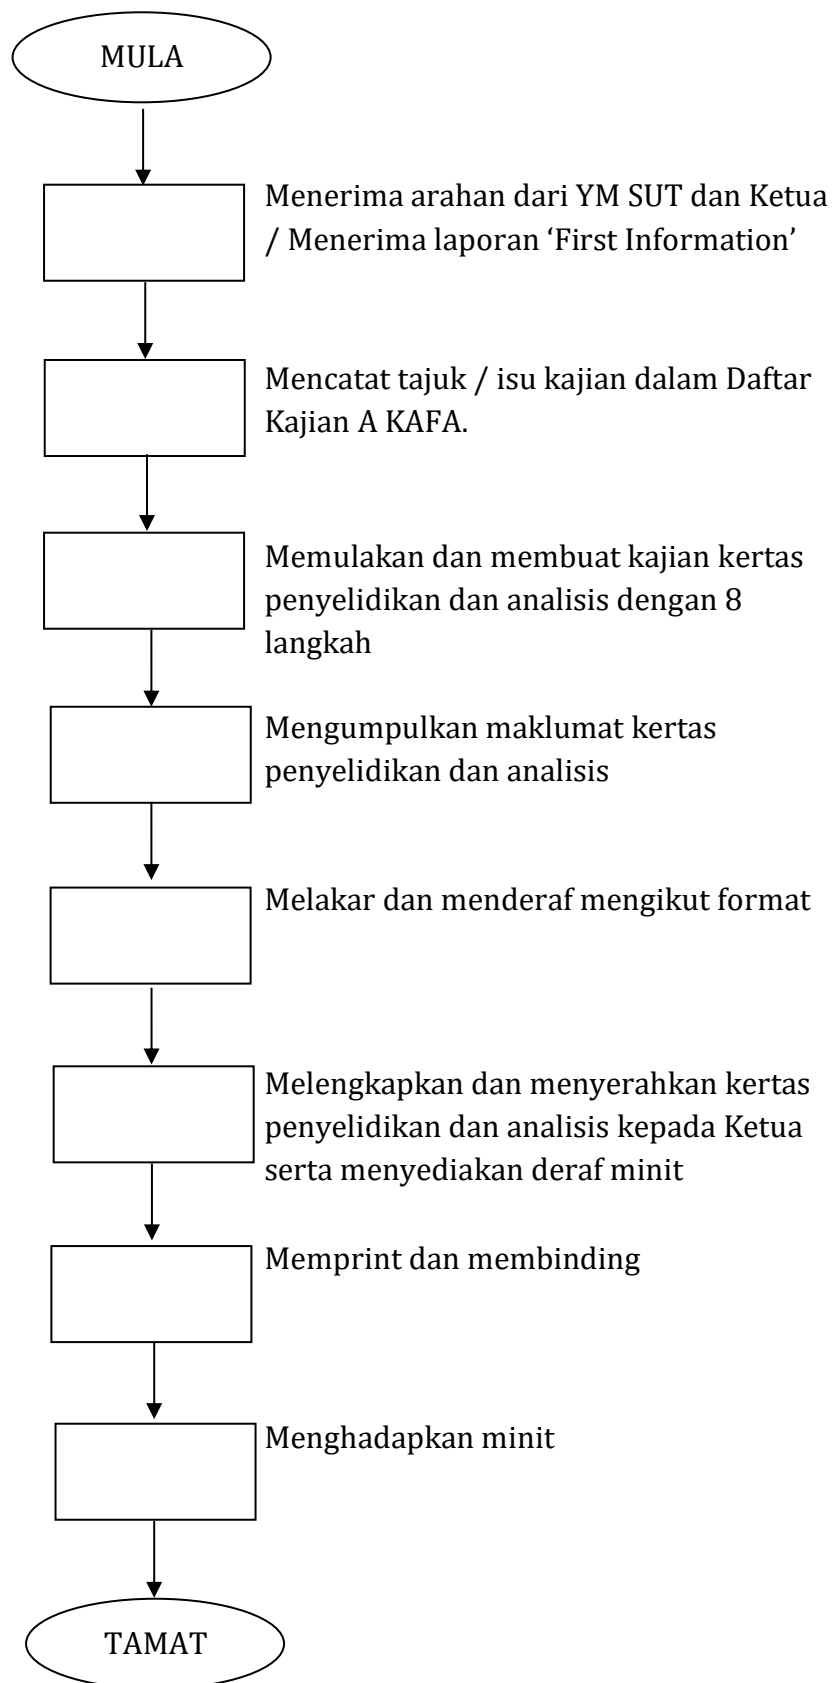 MULA
Menerima arahan dari YM SUT dan Ketua
/ Menerima laporan ‘First Information’
Mencatat tajuk / isu kajian dalam Daftar
Kajian A KAFA.
Memulakan dan membuat kajian kertas
penyelidikan dan analisis dengan 8
langkah
Mengumpulkan maklumat kertas
penyelidikan dan analisis
Melakar dan menderaf mengikut format
Melengkapkan dan menyerahkan kertas
penyelidikan dan analisis kepada Ketua
serta menyediakan deraf minit
Memprint dan membinding
Menghadapkan minit
TAMAT